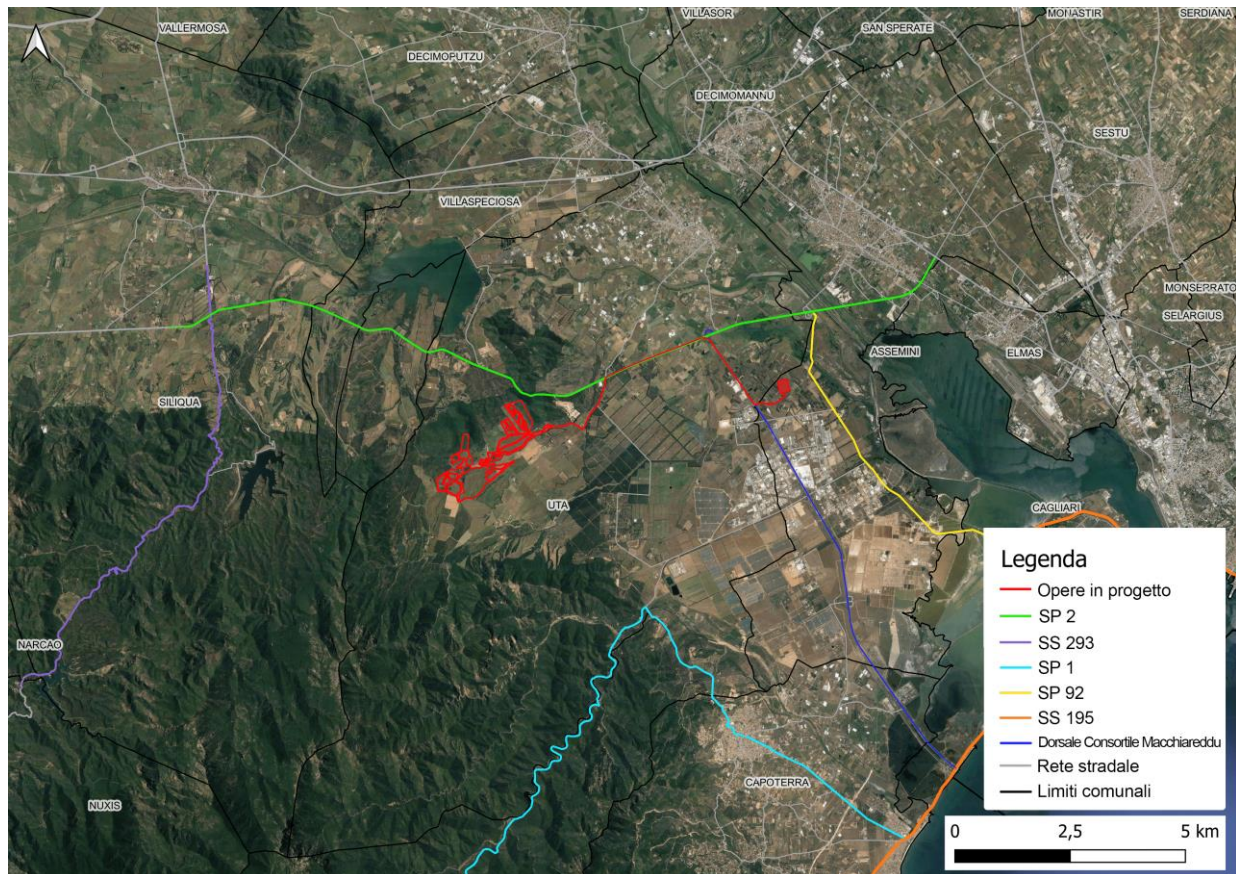 VILLASOR
MONASTIR
SERDIANA
VALLERMOSA
SAN SPERATE
DECIMOPUTZU
DECIMOMANNU
SESTU
VILLASPECIOSA
MONSERRATO
SELARGIUS
ASSEMINI
ELMAS
SILIQUA
UTA
CAGLIARI
NARCAO
CAPOTERRA
NUXIS
Legenda
Opere in progetto
SP 2
SS 293
SP 1
SP 92
SS 195
Dorsale Consortile Macchiareddu
Rete stradale
Limiti comunali
0 2,5 5 km